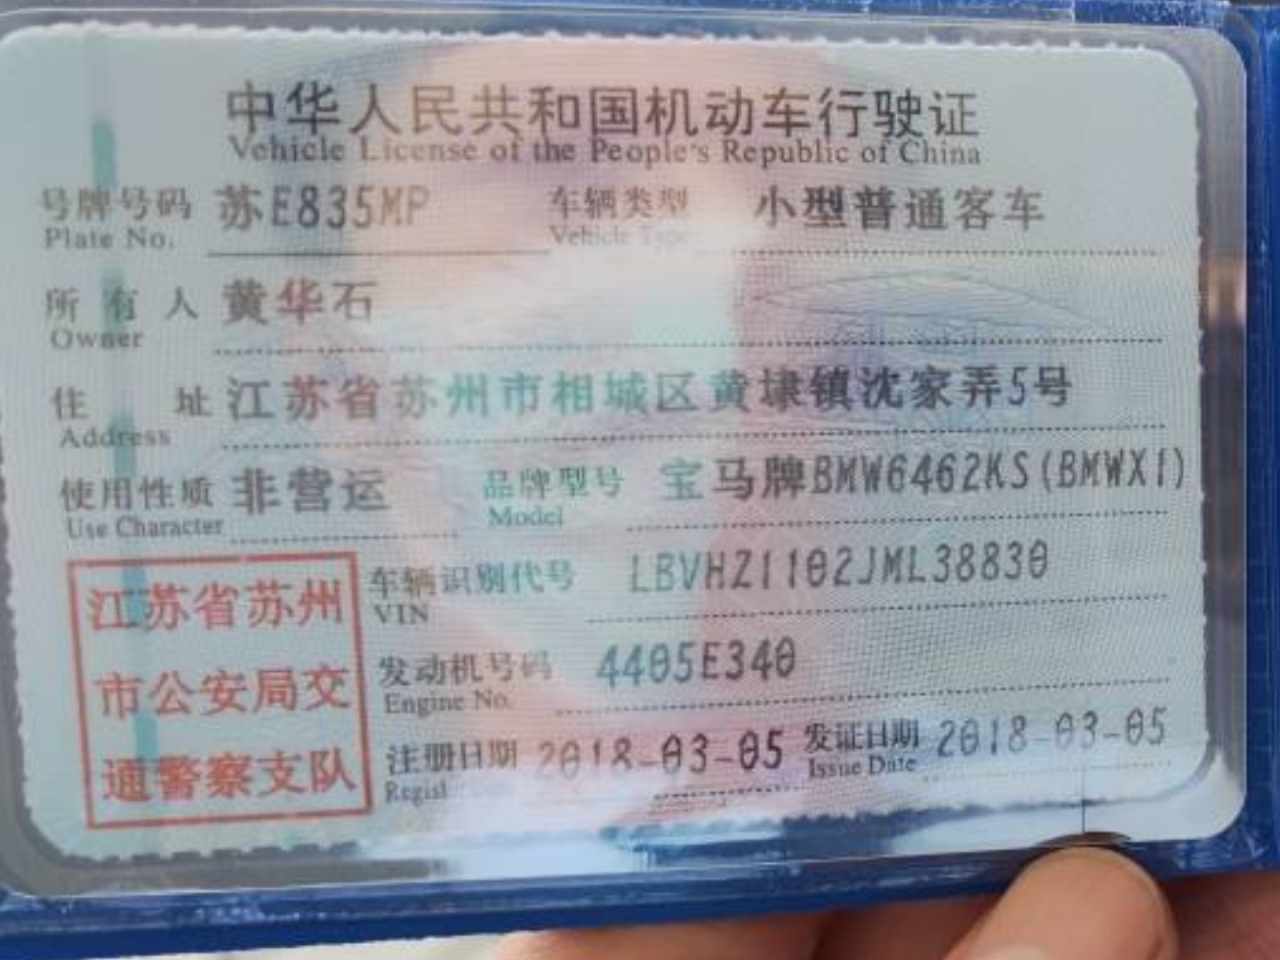 中华人民共和国机动车行驶证
Vehicle License of the People's Republic of China
号牌号码 苏E835MP 车辆类型 小型普通客车
Plate No. Vehicle Type
所有人 黄华石
Owner
住址 江苏省苏州市相城区黄埭镇沈家弄5号
Address
使用性质 非营运 品牌型号 宝马牌BMW6462KS(BMWX1)
Use Character Model
车辆识别代号 LBVHZ1102JML38830
VIN
发动机号码 4405E340
Engine No.
注册日期 2018-03-05 发证日期 2018-03-05
Issue Date
江苏省苏州
市公安局交
通警察支队